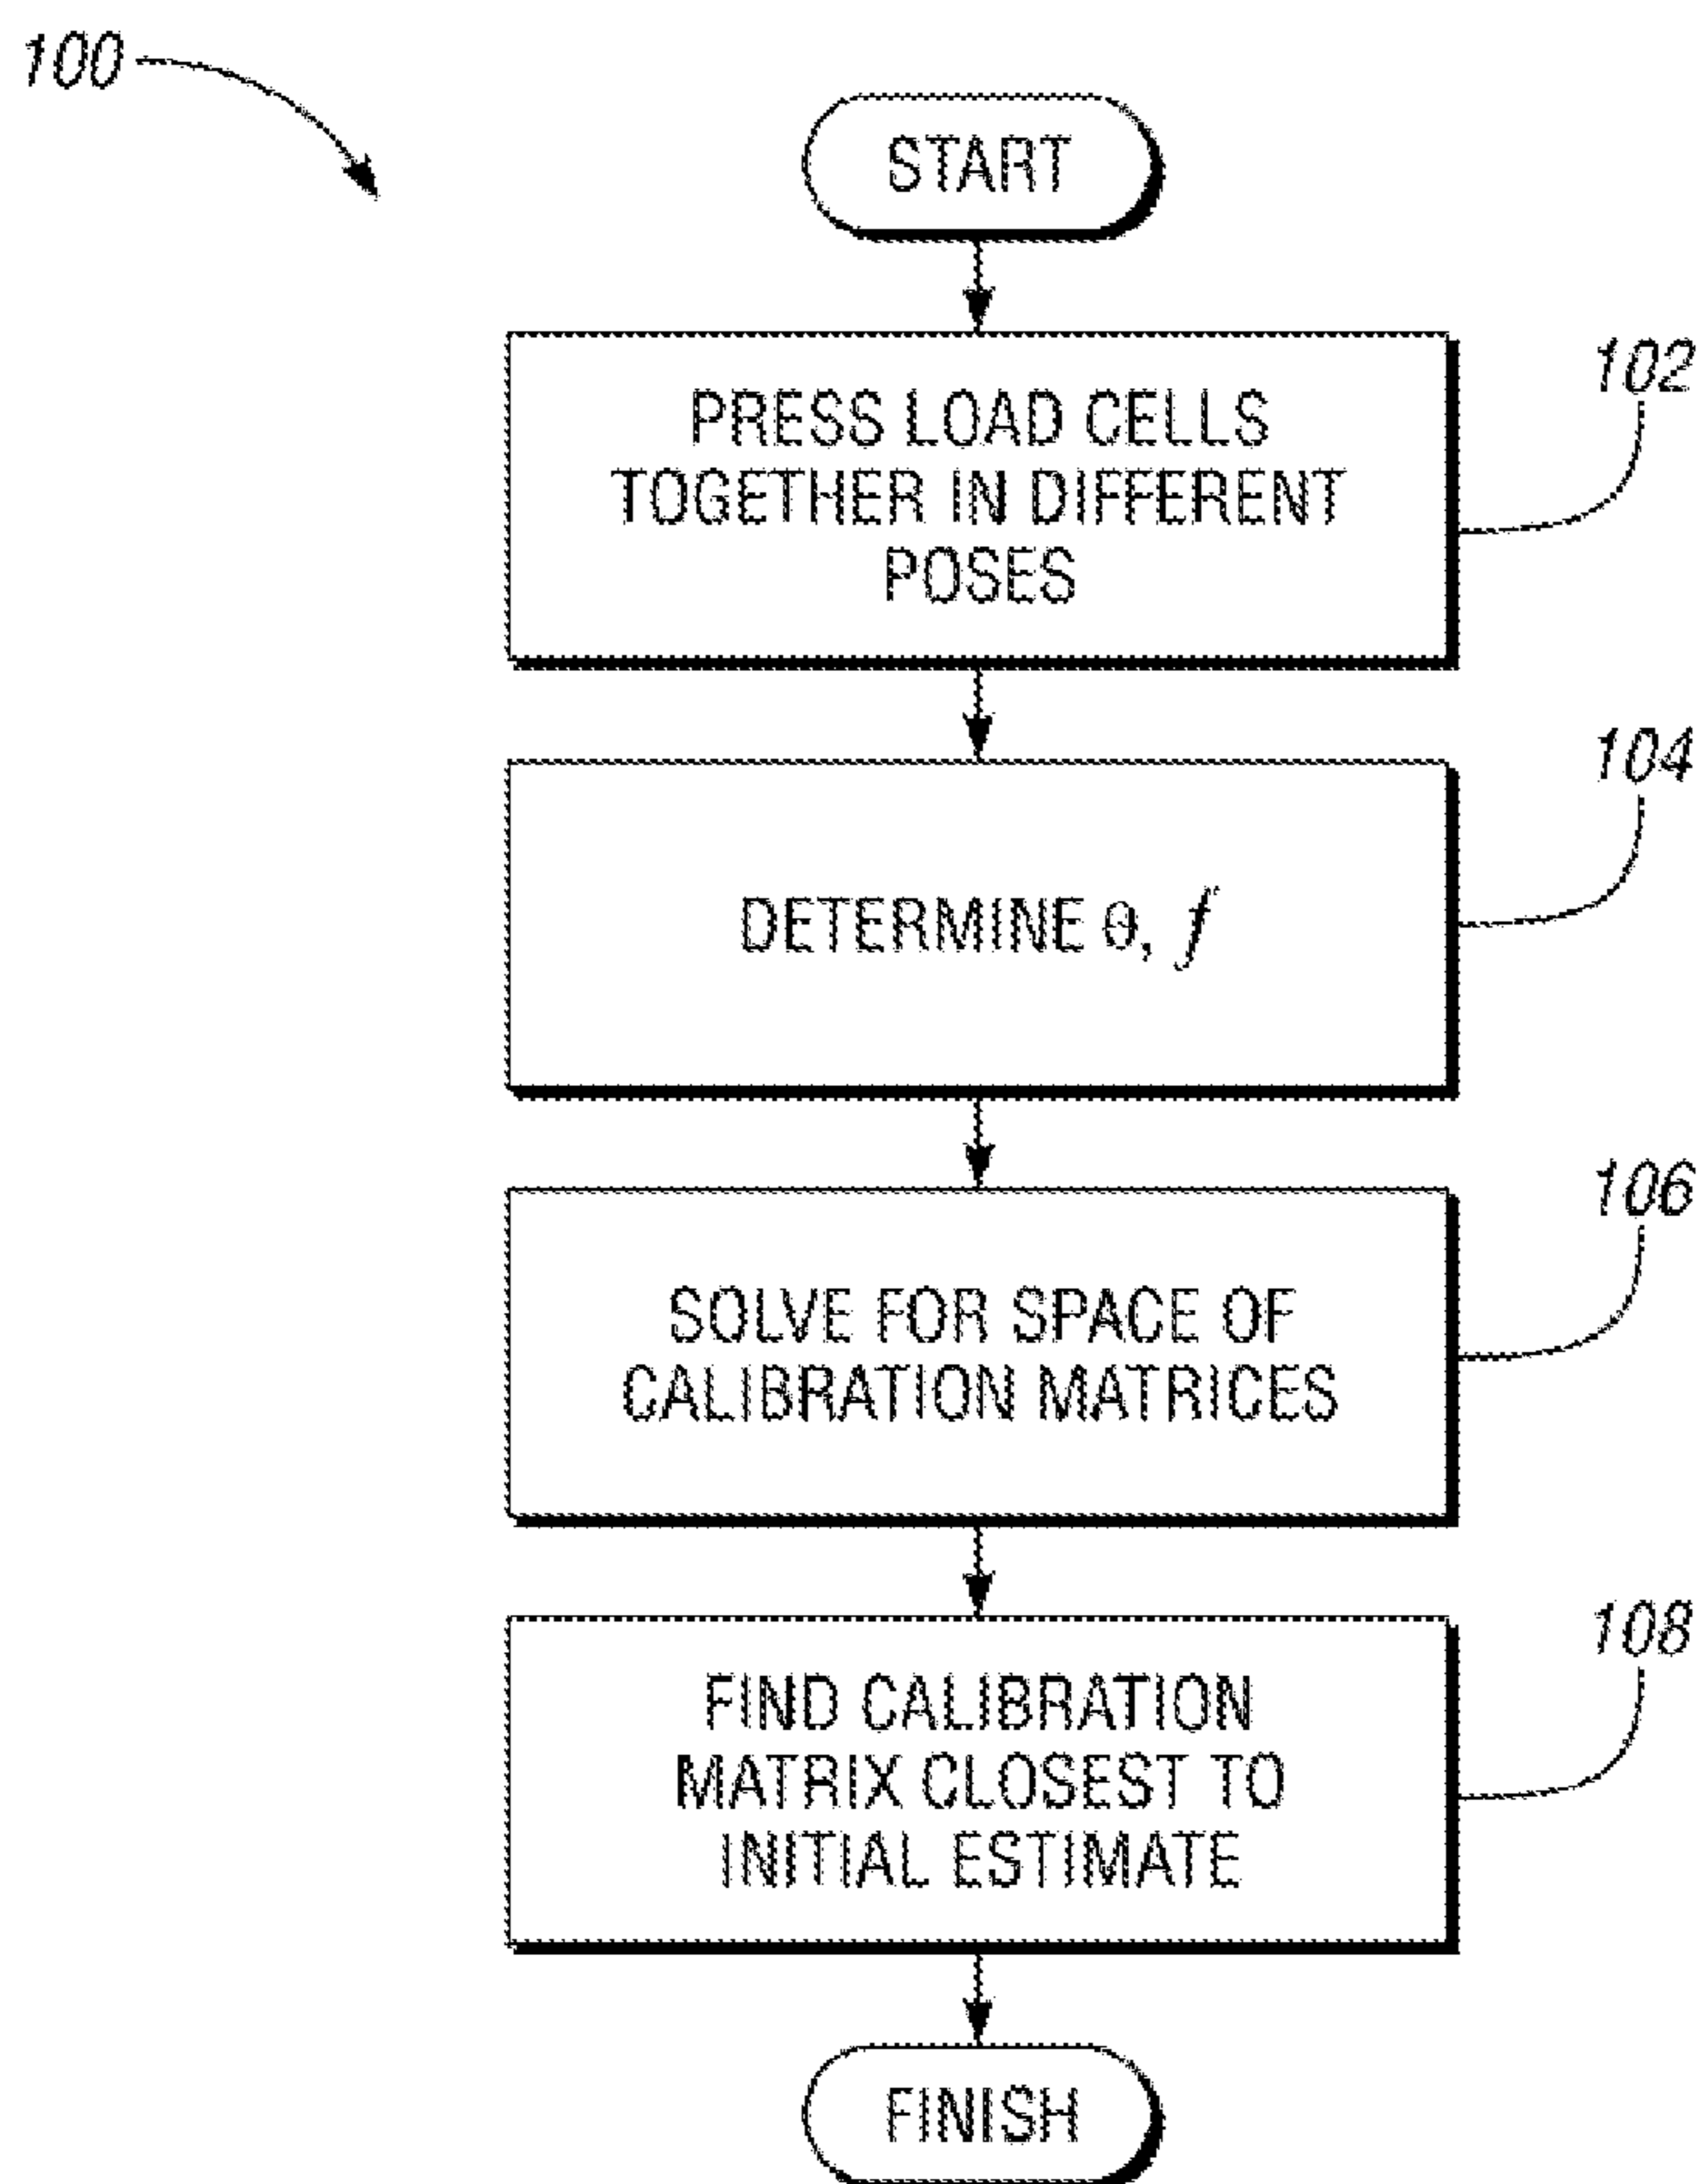 100
START
PRESS LOAD CELLS
TOGETHER IN DIFFERENT
POSES
102
DETERMINE θ, f
104
SOLVE FOR SPACE OF
CALIBRATION MATRICES
106
FIND CALIBRATION
MATRIX CLOSEST TO
INITIAL ESTIMATE
108
FINISH